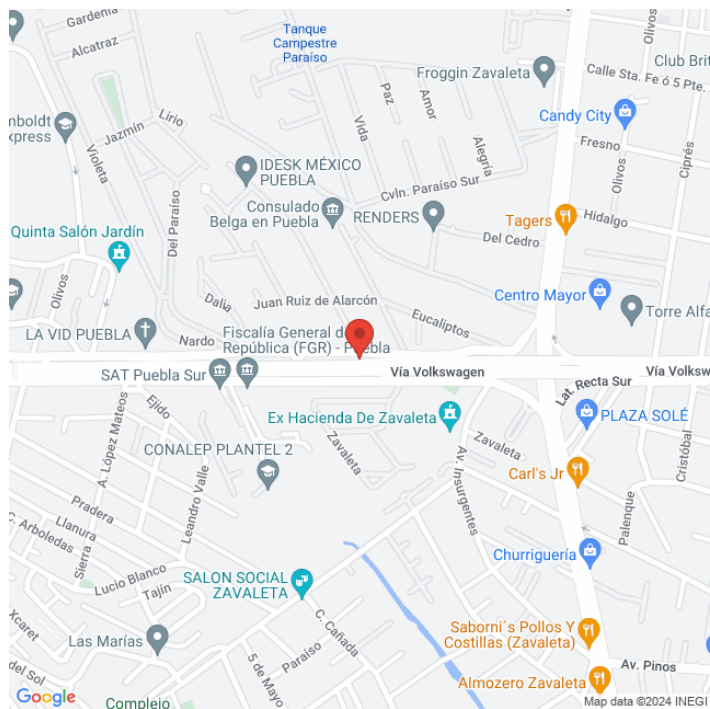 Gardenia
Alcatraz
Tanque
Campestre
Paraíso
Olivos
Club Brit
Froggin Zavaleta
Calle Sta. Fe ó 5 Pte.
Paz
Amor
Vida
Alegría
Candy City
Fresno
Olivos
Ciprés
mboldt
xpress
Jazmín
Lirio
Violeta
IDESK MÉXICO
PUEBLA
Cvln. Paraíso Sur
Consulado
Belga en Puebla
RENDERS
Tagers
Hidalgo
Del Cedro
Del Paraíso
Quinta Salón Jardín
Olivos
Dalia
Juan Ruiz de Alarcón
Eucaliptos
Centro Mayor
Torre Alfa
LA VID PUEBLA
Nardo
Fiscalía General de
República (FGR) - Puebla
SAT Puebla Sur
Vía Volkswagen
Vía Volksw
Lat. Recta Sur
A. López Mateos
Ejido
Ex Hacienda De Zavaleta
PLAZA SOLÉ
Zavaleta
Zavaleta
CONALEP PLANTEL 2
Leandro Valle
Av. Insurgentes
Carl's Jr
Cristóbal
Palenque
Pradera
Llanura
C. Arboledas
Sierra
Lucio Blanco
Tajín
Churriguería
SALON SOCIAL
ZAVALETA
Xcaret
Las Marías
C. Cañada
Paraíso
5 de Mayo
Saborni´s Pollos Y
Costillas (Zavaleta)
Av. Pinos
del Sol
Almozero Zavaleta
Google
Complejo
Map data ©2024 INEGI